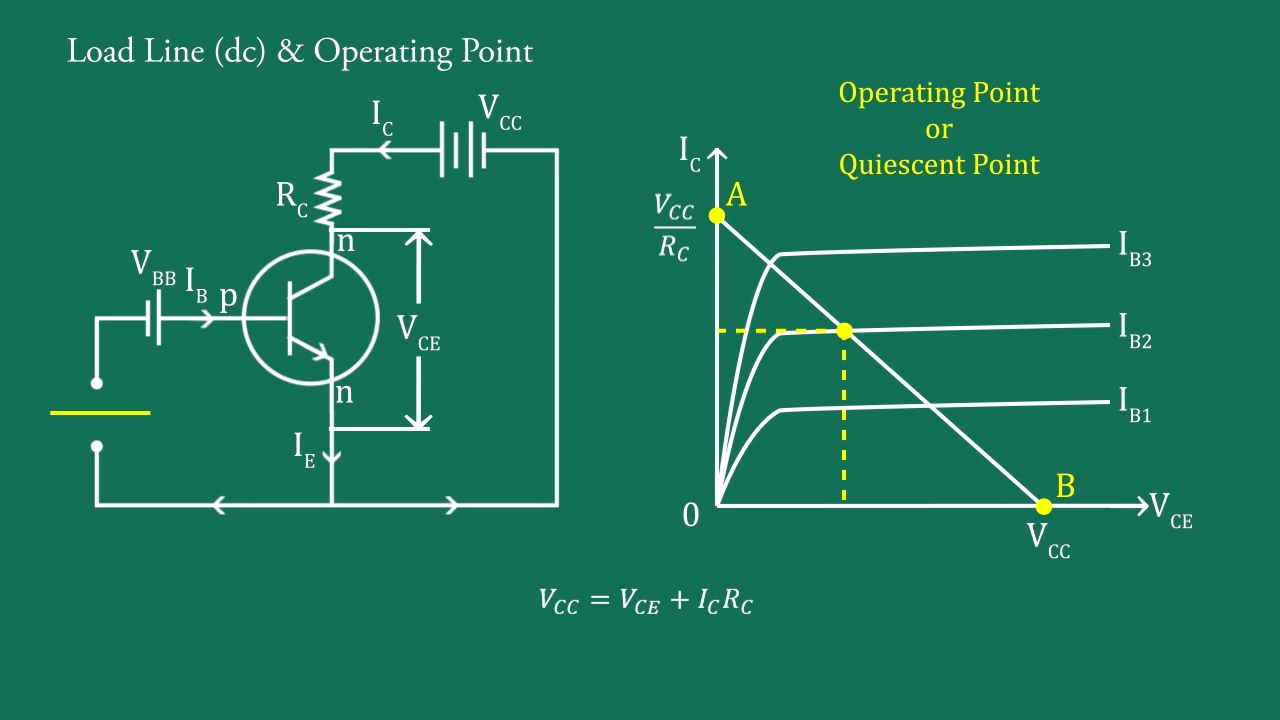 Load Line (dc) & Operating Point
I_C
V_CC
R_C
n
V_BB
I_B
p
V_CE
n
I_E
Operating Point
or
Quiescent Point
I_C
A
V_CC
R_C
I_B3
I_B2
I_B1
B
0
V_CE
V_CC
V_CC = V_CE + I_C R_C